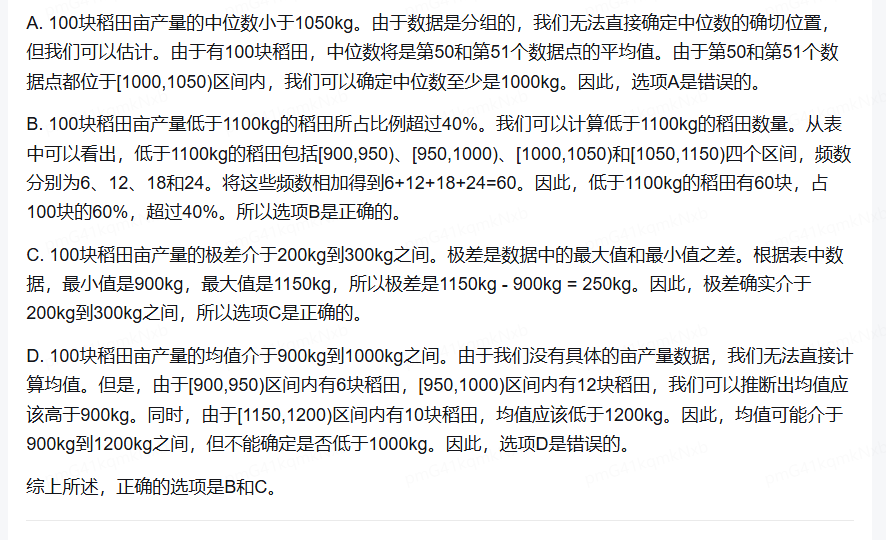 A. 100块稻田亩产量的中位数小于1050kg。由于数据是分组的，我们无法直接确定中位数的确切位置，
但我们可以估计。由于有100块稻田，中位数将是第50和第51个数据点的平均值。由于第50和第51个数
据点都位于[1000,1050)区间内，我们可以确定中位数至少是1000kg。因此，选项A是错误的。
B. 100块稻田亩产量低于1100kg的稻田所占比例超过40%。我们可以计算低于1100kg的稻田数量。从表
中可以看出，低于1100kg的稻田包括[900,950)、[950,1000)、[1000,1050)和[1050,1150)四个区间，频数
分别为6、12、18和24。将这些频数相加得到6+12+18+24=60。因此，低于1100kg的稻田有60块，占
100块的60%，超过40%。所以选项B是正确的。
C. 100块稻田亩产量的极差介于200kg到300kg之间。极差是数据中的最大值和最小值之差。根据表中数
据，最小值是900kg，最大值是1150kg，所以极差是1150kg - 900kg = 250kg。因此，极差确实介于
200kg到300kg之间，所以选项C是正确的。
D. 100块稻田亩产量的均值介于900kg到1000kg之间。由于我们没有具体的亩产量数据，我们无法直接计
算均值。但是，由于[900,950)区间内有6块稻田，[950,1000)区间内有12块稻田，我们可以推断出均值应
该高于900kg。同时，由于[1150,1200)区间内有10块稻田，均值应该低于1200kg。因此，均值可能介于
900kg到1200kg之间，但不能确定是否低于1000kg。因此，选项D是错误的。
综上所述，正确的选项是B和C。